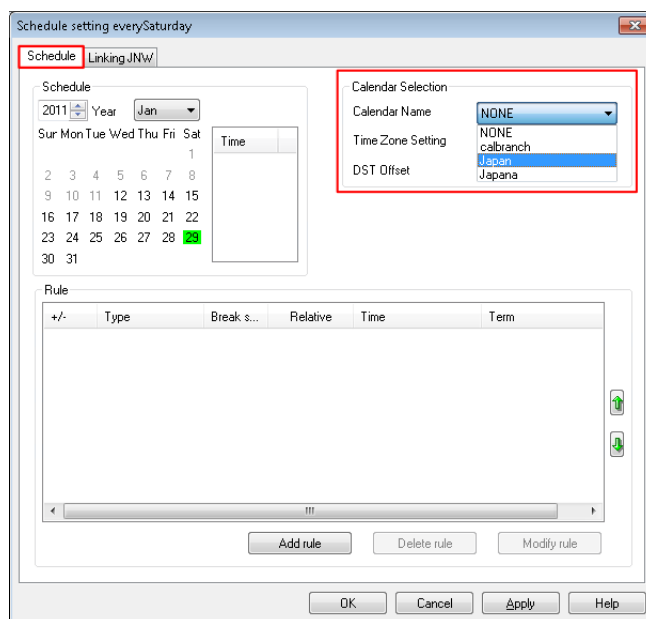 Schedule setting everySaturday
Schedule Linking JNW
Schedule
2011 Year Jan
Sur Mon Tue Wed Thu Fri Sat
1
2 3 4 5 6 7 8
9 10 11 12 13 14 15
16 17 18 19 20 21 22
23 24 25 26 27 28 29
30 31
Time
Calendar Selection
Calendar Name NONE
NONE
calbranch
Japan
Japana
Time Zone Setting
DST Offset
Rule
+/- Type Break s... Relative Time Term
Add rule Delete rule Modify rule
OK Cancel Apply Help